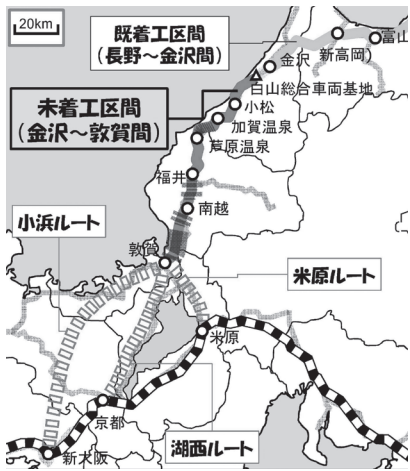 20km
既着工区間
(長野～金沢間)
富山
新高岡
金沢
白山総合車両基地
未着工区間
(金沢～敦賀間)
小松
加賀温泉
芦原温泉
福井
南越
小浜ルート
敦賀
米原ルート
米原
京都
湖西ルート
新大阪